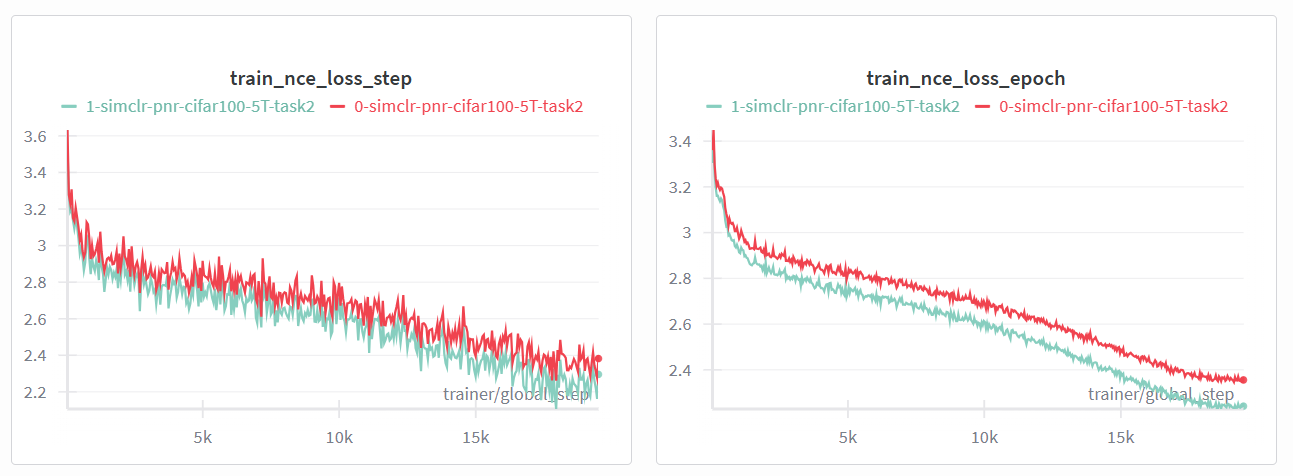 train_nce_loss_step
1-simclr-pnr-cifar100-5T-task2 0-simclr-pnr-cifar100-5T-task2
3.6
3.4
3.2
3
2.8
2.6
2.4
2.2
trainer/global_step
5k 10k 15k
train_nce_loss_epoch
1-simclr-pnr-cifar100-5T-task2 0-simclr-pnr-cifar100-5T-task2
3.4
3.2
3
2.8
2.6
2.4
trainer/global_step
5k 10k 15k